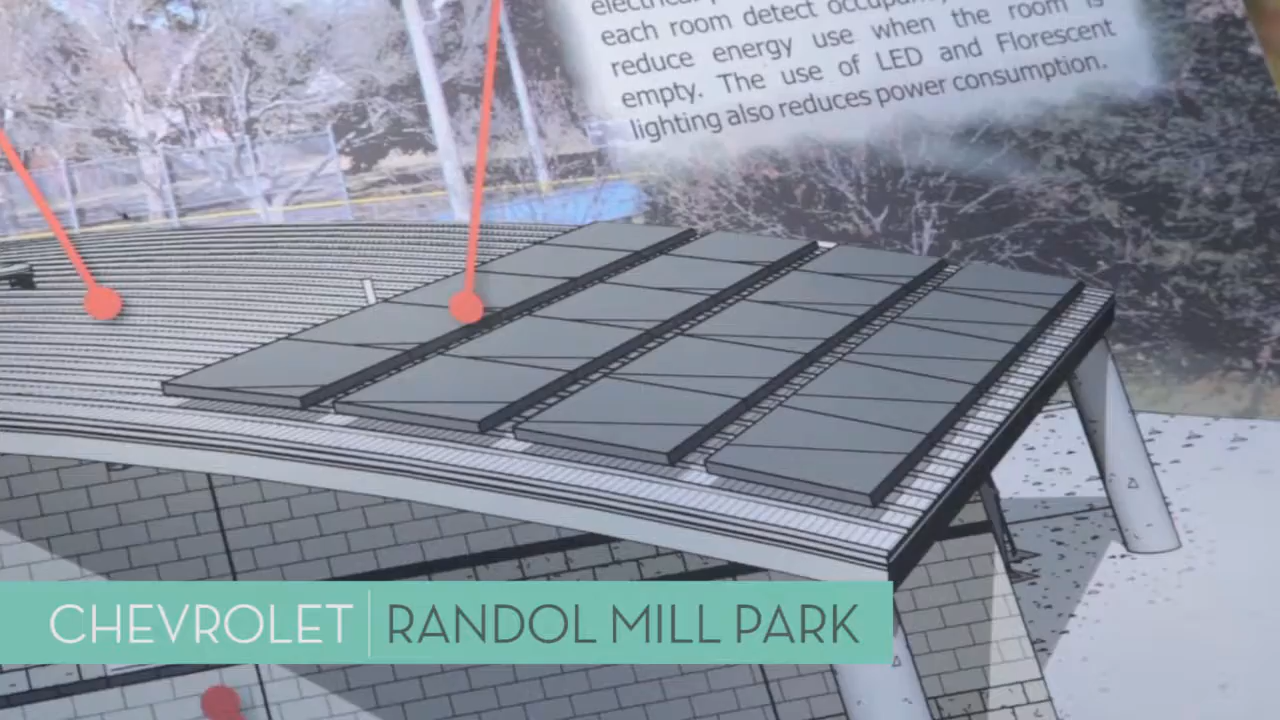 each room detect
reduce energy use when the room is
empty. The use of LED and Florescent
lighting also reduces power consumption.
CHEVROLET | RANDOL MILL PARK